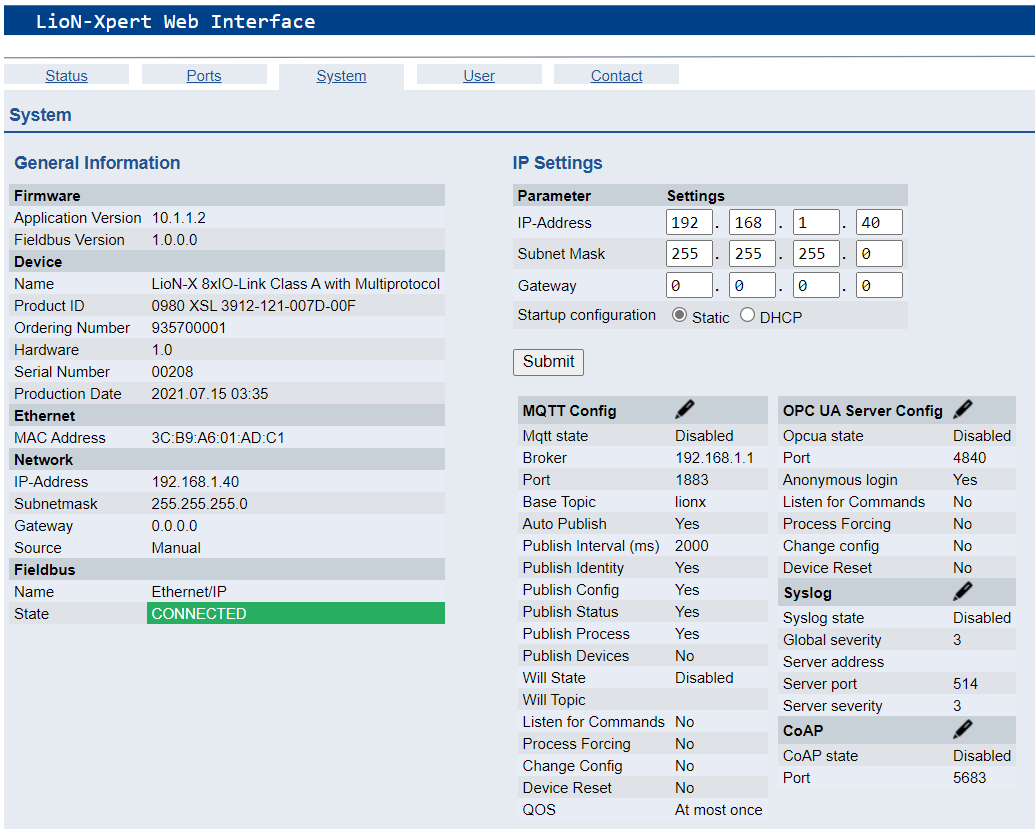 LioN-Xpert Web Interface
Status Ports System User Contact
System
General Information
Firmware
Application Version 10.1.1.2
Fieldbus Version 1.0.0.0
Device
Name LioN-X 8xIO-Link Class A with Multiprotocol
Product ID 0980 XSL 3912-121-007D-00F
Ordering Number 935700001
Hardware 1.0
Serial Number 00208
Production Date 2021.07.15 03:35
Ethernet
MAC Address 3C:B9:A6:01:AD:C1
Network
IP-Address 192.168.1.40
Subnetmask 255.255.255.0
Gateway 0.0.0.0
Source Manual
Fieldbus
Name Ethernet/IP
State CONNECTED
IP Settings
Parameter Settings
IP-Address 192 . 168 . 1 . 40
Subnet Mask 255 . 255 . 255 . 0
Gateway 0 . 0 . 0 . 0
Startup configuration Static DHCP
Submit
MQTT Config
Mqtt state Disabled
Broker 192.168.1.1
Port 1883
Base Topic lionx
Auto Publish Yes
Publish Interval (ms) 2000
Publish Identity Yes
Publish Config Yes
Publish Status Yes
Publish Process Yes
Publish Devices No
Will State Disabled
Will Topic
Listen for Commands No
Process Forcing No
Change Config No
Device Reset No
QOS At most once
OPC UA Server Config
Opcua state Disabled
Port 4840
Anonymous login Yes
Listen for Commands No
Process Forcing No
Change config No
Device Reset No
Syslog
Syslog state Disabled
Global severity 3
Server address
Server port 514
Server severity 3
CoAP
CoAP state Disabled
Port 5683